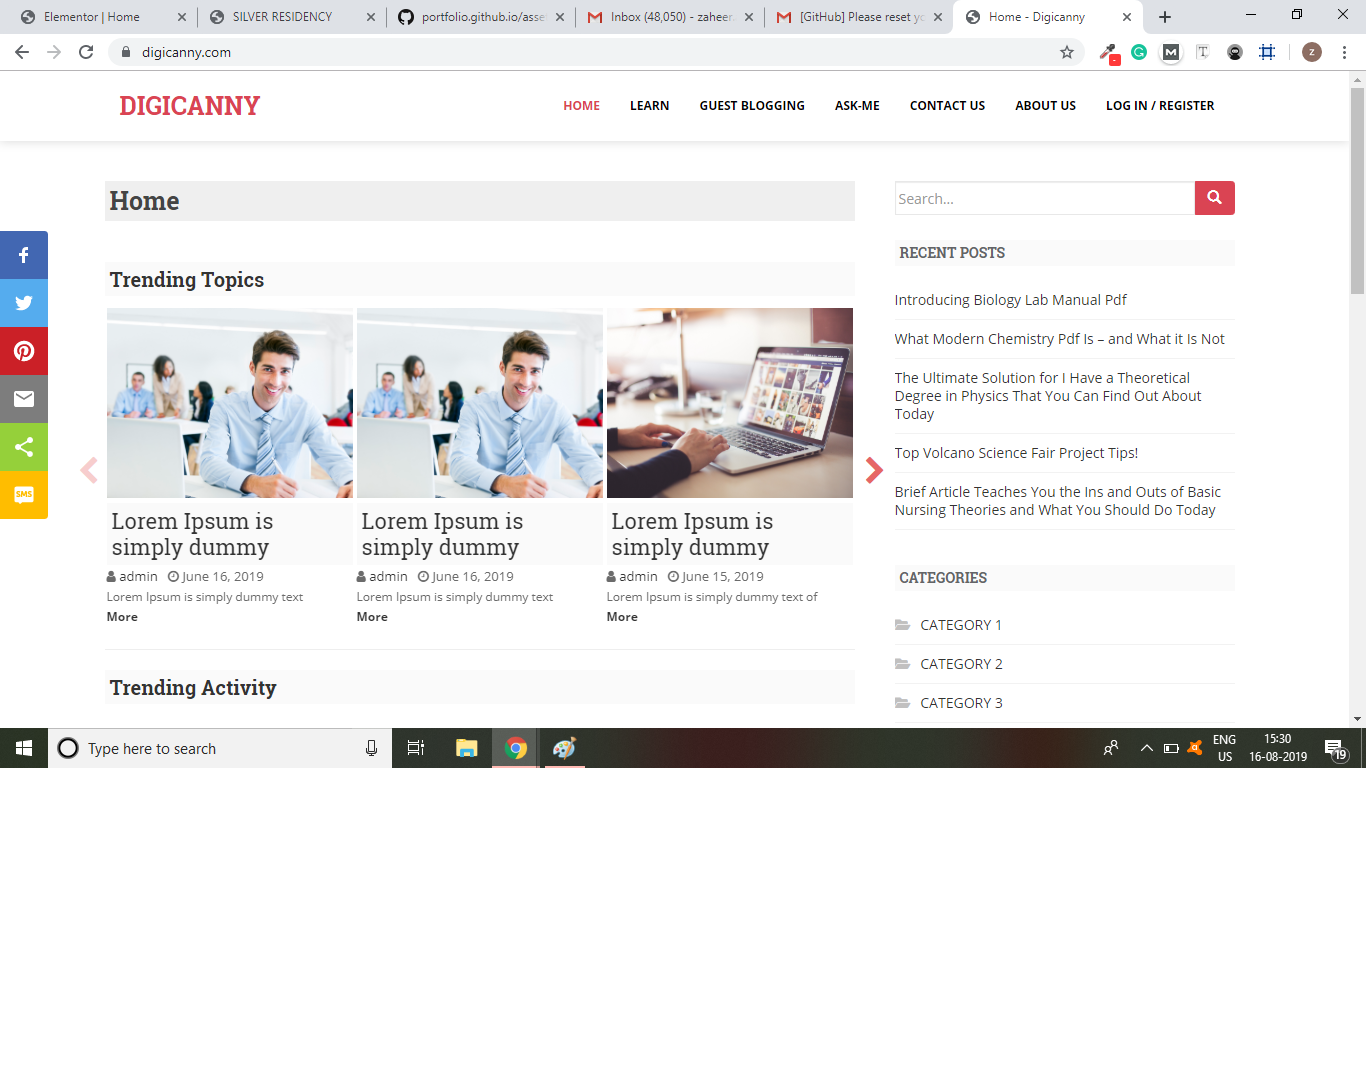 Elementor | Home
SILVER RESIDENCY
portfolio.github.io/asse
Inbox (48,050) - zaheer
[GitHub] Please reset yo
Home - Digicanny
digicanny.com
z
DIGICANNY
HOME LEARN GUEST BLOGGING ASK-ME CONTACT US ABOUT US LOG IN / REGISTER
Home
Trending Topics
Lorem Ipsum is
simply dummy
admin June 16, 2019
Lorem Ipsum is simply dummy text
More
Lorem Ipsum is
simply dummy
admin June 16, 2019
Lorem Ipsum is simply dummy text
More
Lorem Ipsum is
simply dummy
admin June 15, 2019
Lorem Ipsum is simply dummy text of
More
Trending Activity
Search...
RECENT POSTS
Introducing Biology Lab Manual Pdf
What Modern Chemistry Pdf Is – and What it Is Not
The Ultimate Solution for I Have a Theoretical
Degree in Physics That You Can Find Out About
Today
Top Volcano Science Fair Project Tips!
Brief Article Teaches You the Ins and Outs of Basic
Nursing Theories and What You Should Do Today
CATEGORIES
CATEGORY 1
CATEGORY 2
CATEGORY 3
SMS
Type here to search
ENG
US
15:30
16-08-2019
19